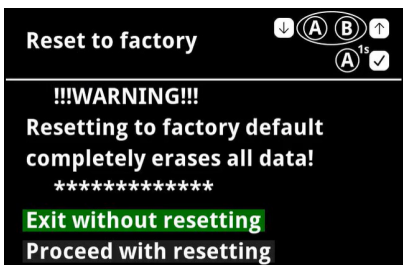 Reset to factory
↓ A B ↑
A 1s ✓
!!!WARNING!!!
Resetting to factory default
completely erases all data!
*************
Exit without resetting
Proceed with resetting